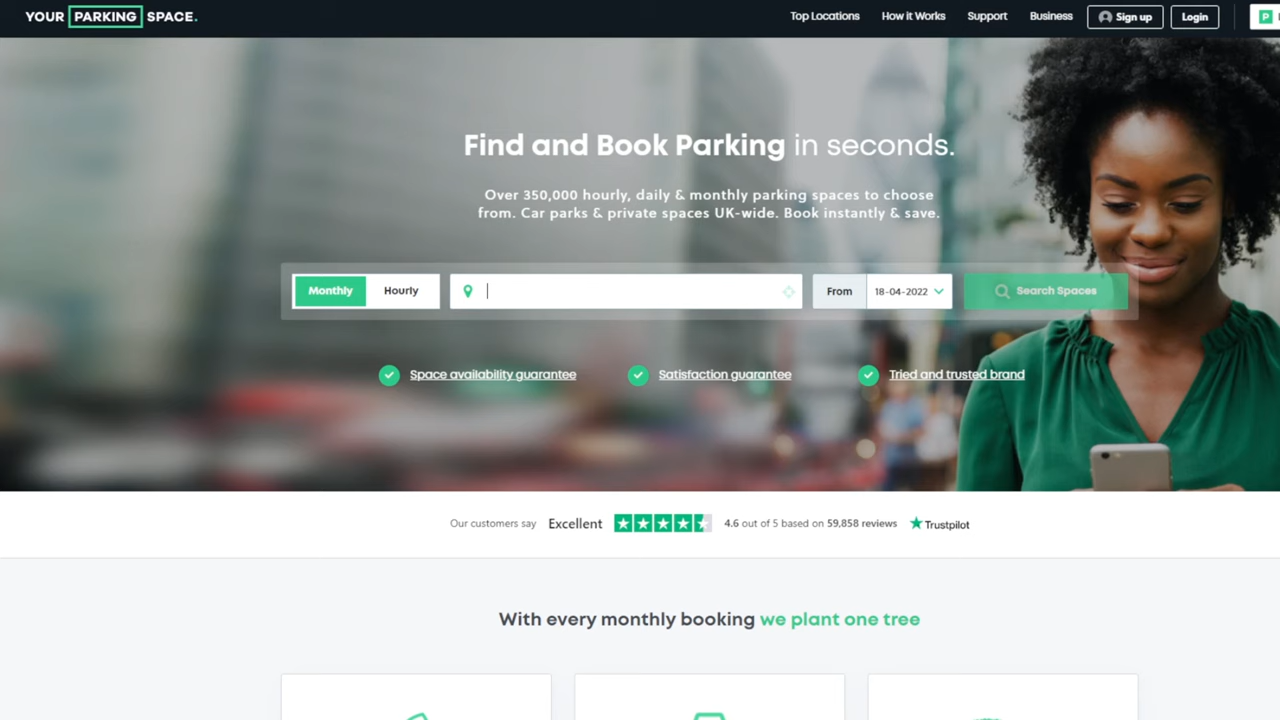 YOUR PARKING SPACE.
Top Locations
How it Works
Support
Business
Sign up
Login
P
Find and Book Parking in seconds.
Over 350,000 hourly, daily & monthly parking spaces to choose
from. Car parks & private spaces UK-wide. Book instantly & save.
Monthly
Hourly
From
18-04-2022
Search Spaces
Space availability guarantee
Satisfaction guarantee
Tried and trusted brand
Our customers say Excellent 4.6 out of 5 based on 59,858 reviews Trustpilot
With every monthly booking we plant one tree